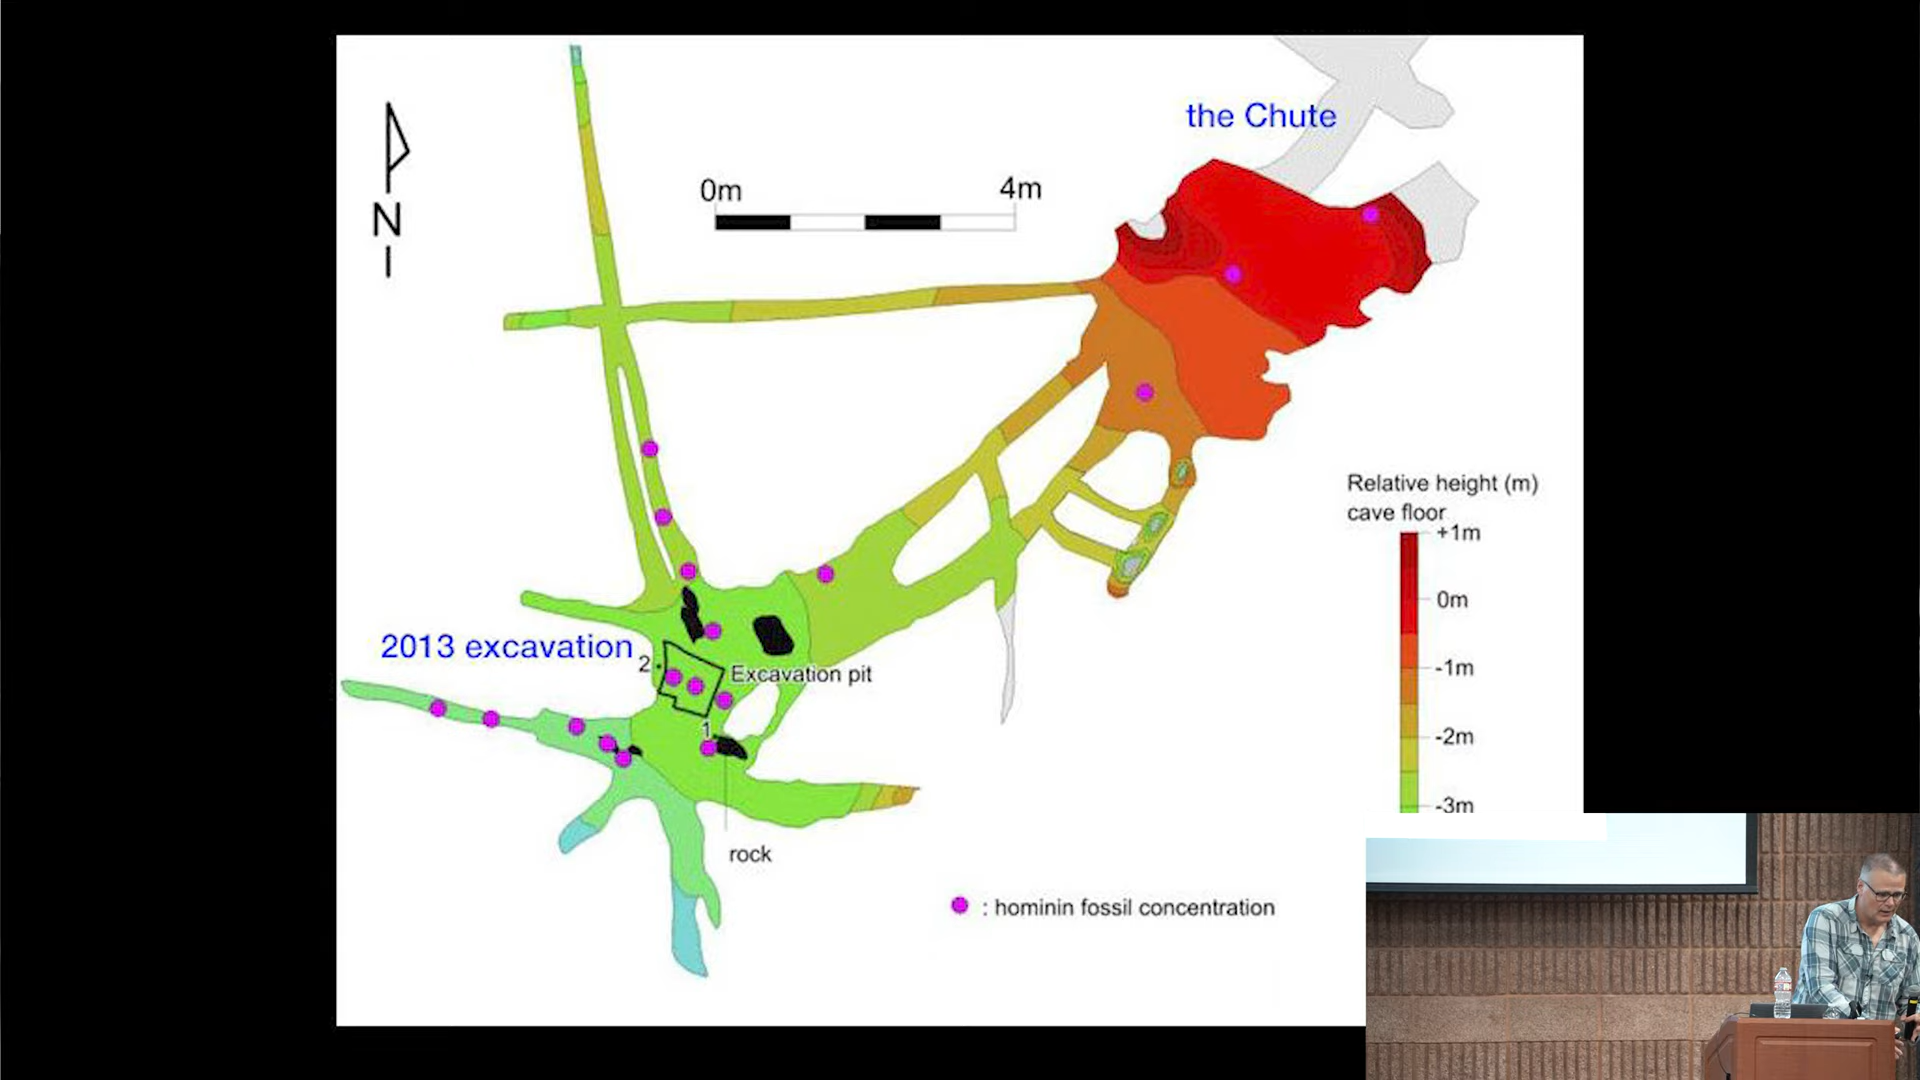 the Chute
0m
4m
N
Relative height (m)
cave floor
+1m
0m
-1m
-2m
-3m
2013 excavation
2
Excavation pit
1
rock
: hominin fossil concentration